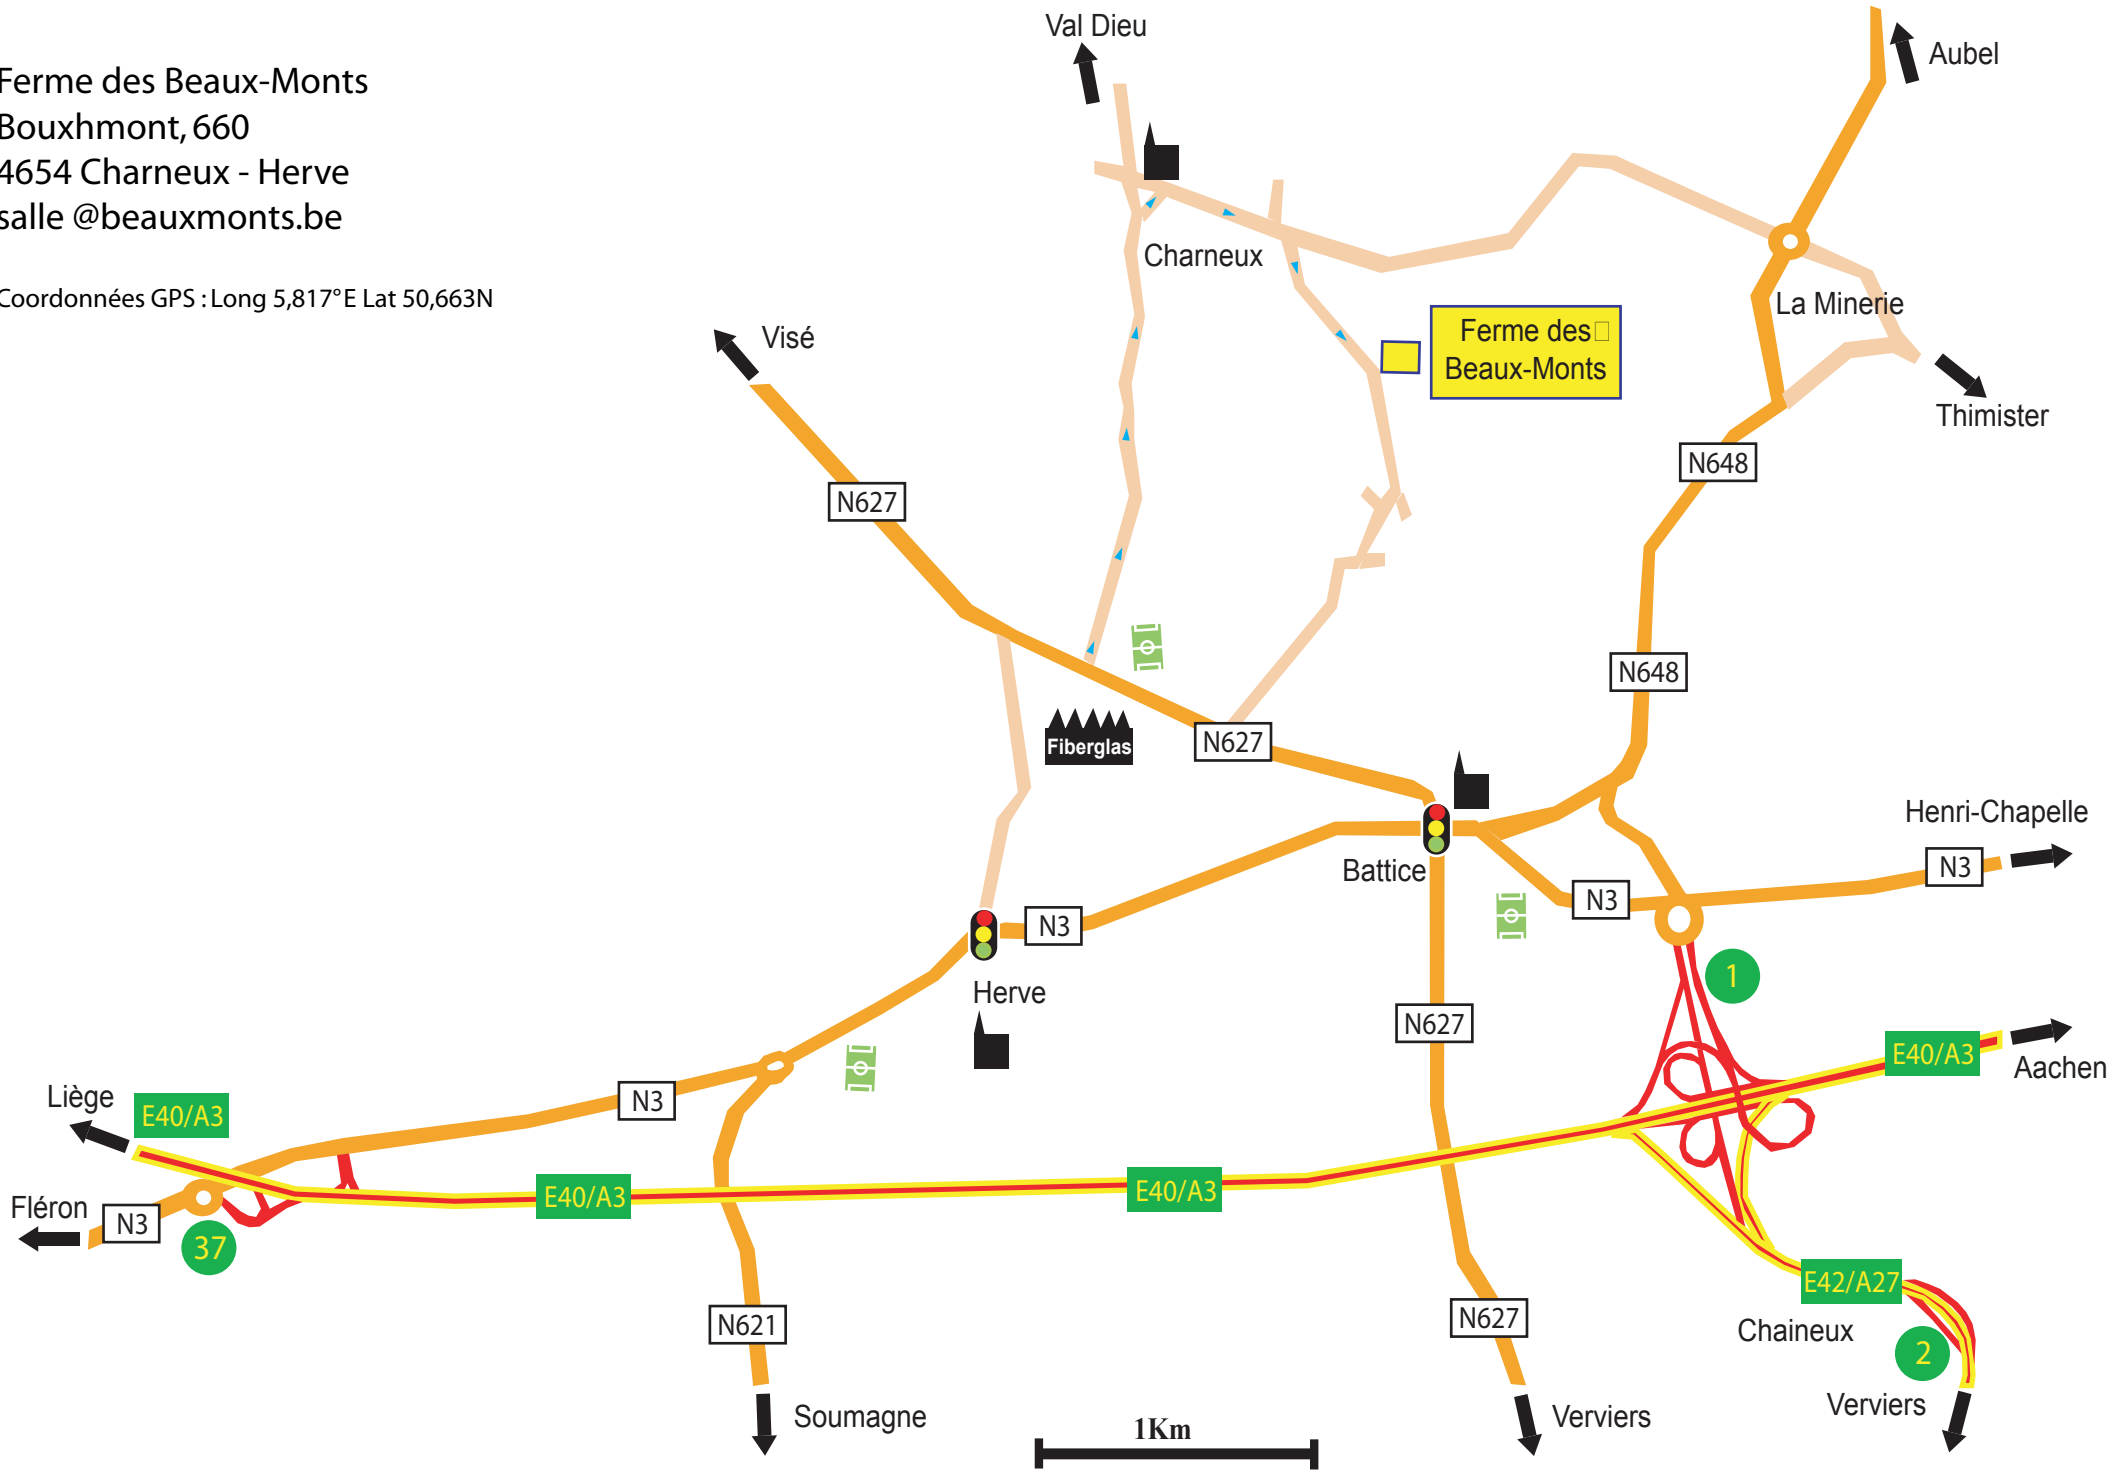 Val Dieu
Aubel
Ferme des Beaux-Monts
Bouxhmont, 660
4654 Charneux - Herve
salle @beauxmonts.be
Charneux
Coordonnées GPS : Long 5,817°E Lat 50,663N
La Minerie
Visé
Ferme des
Beaux-Monts
Thimister
N648
N627
N648
Fiberglas
N627
Henri-Chapelle
Battice
N3
N3
N3
Herve
1
N627
E40/A3
Aachen
Liège
E40/A3
N3
E40/A3
E40/A3
Fléron
N3
37
E42/A27
N621
N627
Chaineux
2
Soumagne
Verviers
Verviers
1Km